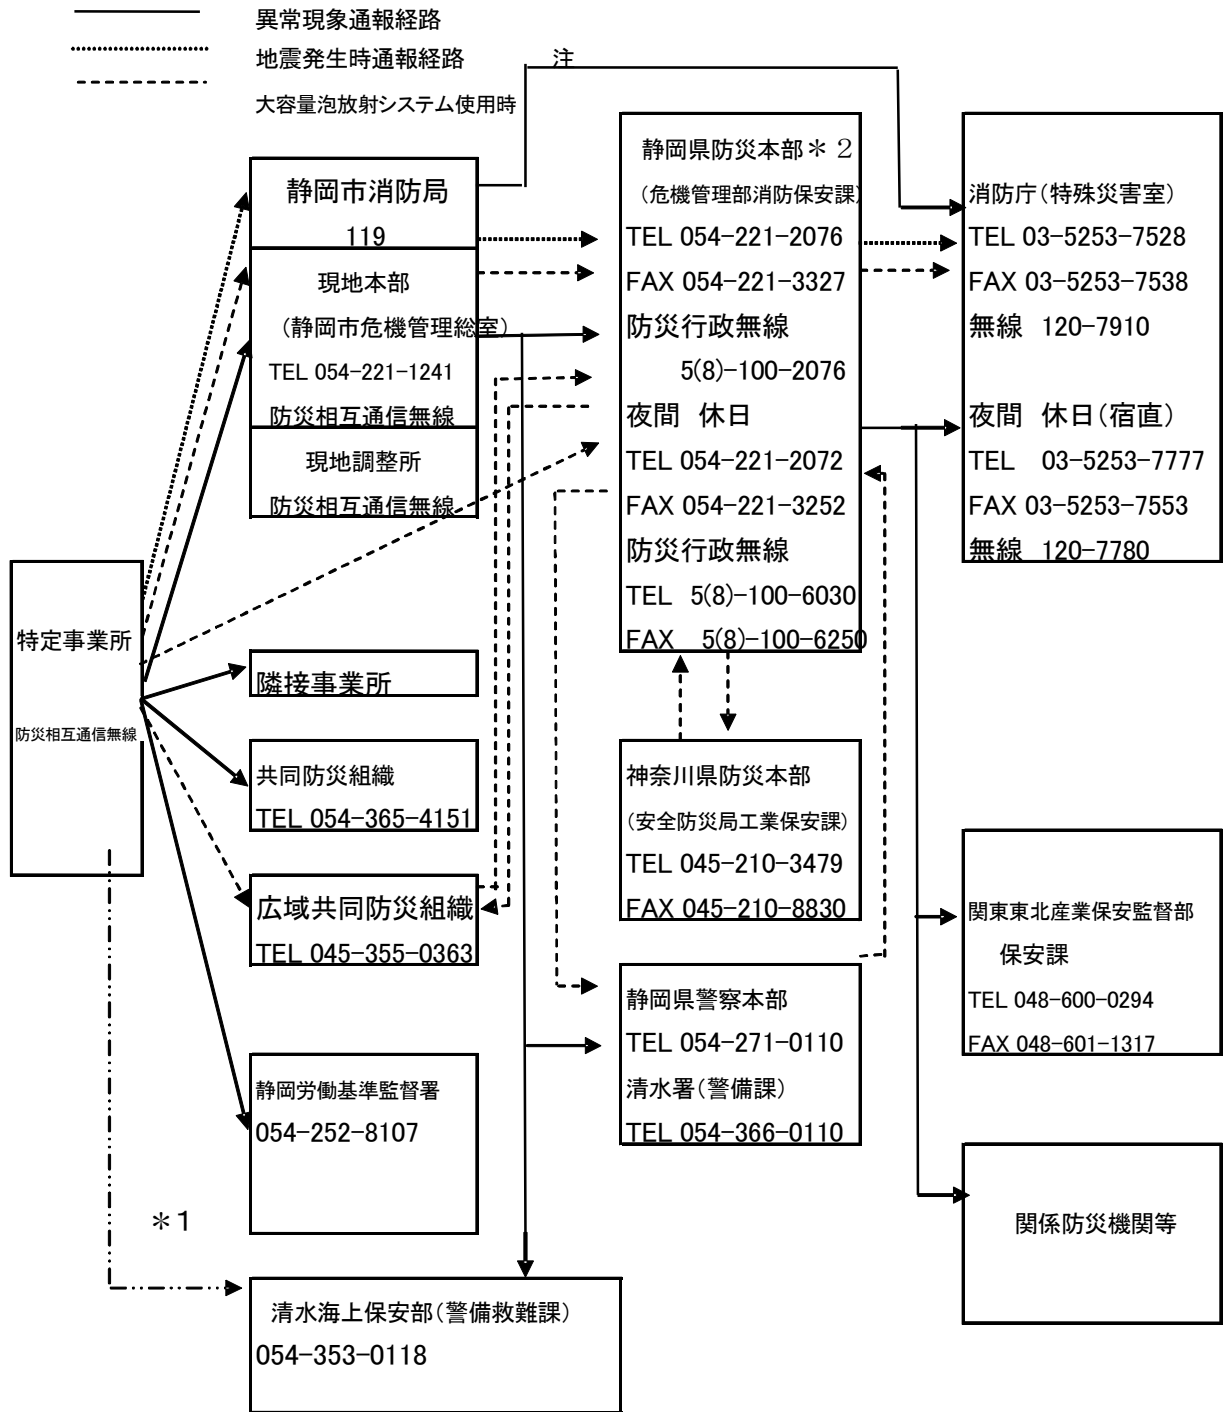 異常現象通報経路
地震発生時通報経路
大容量泡放射システム使用時
注
静岡市消防局
119
現地本部
(静岡市危機管理総室)
TEL 054-221-1241
防災相互通信無線
現地調整所
防災相互通信無線
静岡県防災本部＊２
(危機管理部消防保安課)
TEL 054-221-2076
FAX 054-221-3327
防災行政無線
5(8)-100-2076
夜間 休日
TEL 054-221-2072
FAX 054-221-3252
防災行政無線
TEL 5(8)-100-6030
FAX 5(8)-100-6250
消防庁(特殊災害室)
TEL 03-5253-7528
FAX 03-5253-7538
無線 120-7910
夜間 休日(宿直)
TEL 03-5253-7777
FAX 03-5253-7553
無線 120-7780
特定事業所
防災相互通信無線
隣接事業所
共同防災組織
TEL 054-365-4151
広域共同防災組織
TEL 045-355-0363
神奈川県防災本部
(安全防災局工業保安課)
TEL 045-210-3479
FAX 045-210-8830
静岡県警察本部
TEL 054-271-0110
清水署(警備課)
TEL 054-366-0110
関東東北産業保安監督部
保安課
TEL 048-600-0294
FAX 048-601-1317
静岡労働基準監督署
054-252-8107
＊1
関係防災機関等
清水海上保安部(警備救難課)
054-353-0118